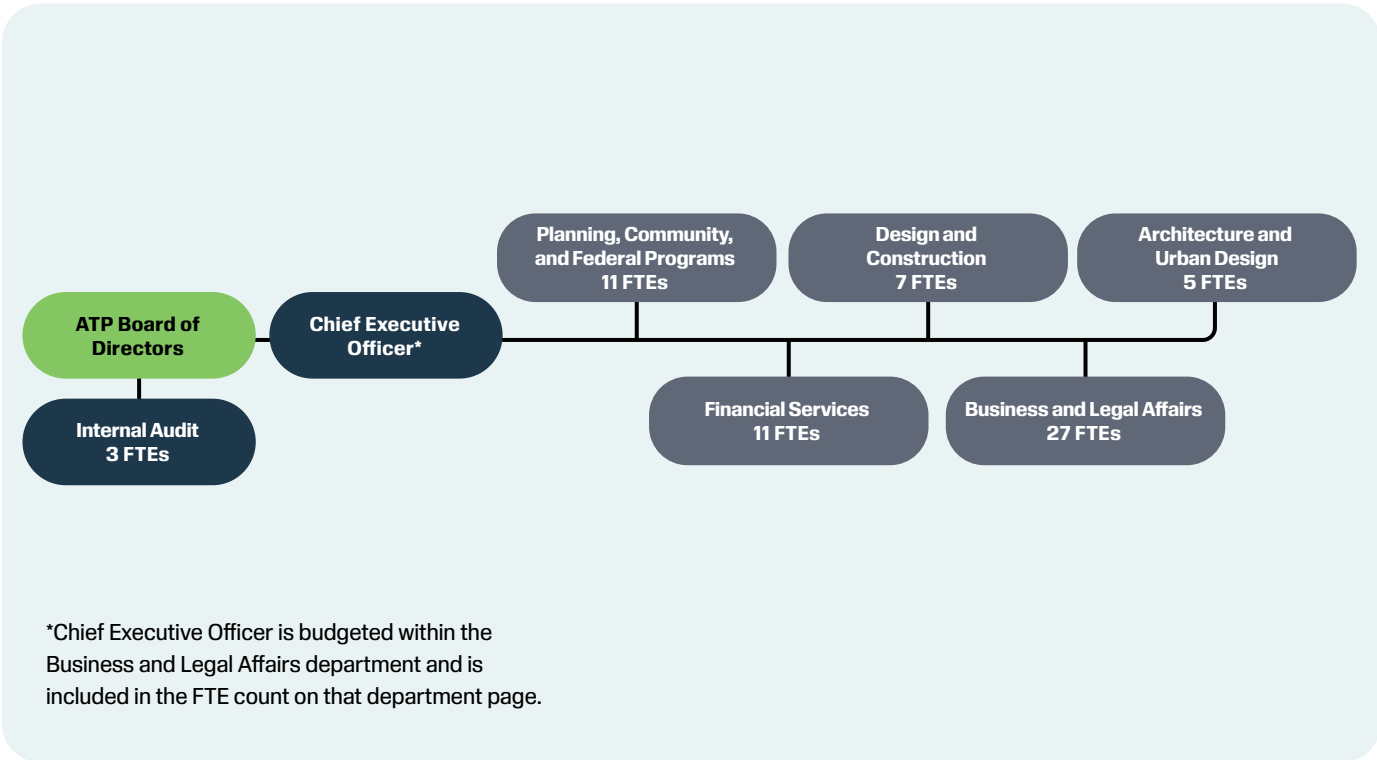 Planning, Community,
and Federal Programs
11 FTEs
Design and
Construction
7 FTEs
Architecture and
Urban Design
5 FTEs
ATP Board of
Directors
Chief Executive
Officer*
Internal Audit
3 FTEs
Financial Services
11 FTEs
Business and Legal Affairs
27 FTEs
*Chief Executive Officer is budgeted within the
Business and Legal Affairs department and is
included in the FTE count on that department page.